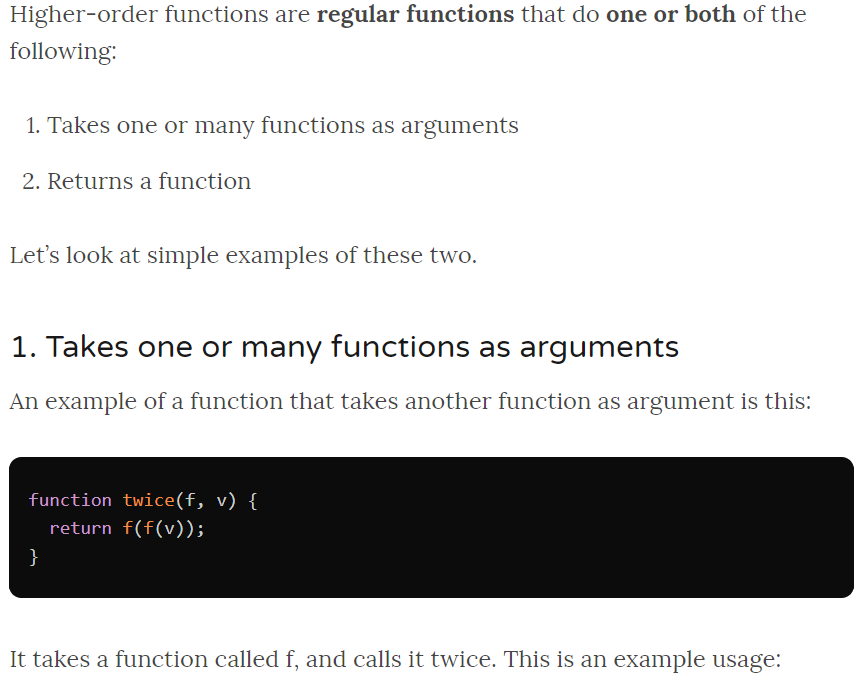 Higher-order functions are regular functions that do one or both of the
following:
1. Takes one or many functions as arguments
2. Returns a function
Let’s look at simple examples of these two.
1. Takes one or many functions as arguments
An example of a function that takes another function as argument is this:
function twice(f, v) {
  return f(f(v));
}
It takes a function called f, and calls it twice. This is an example usage: